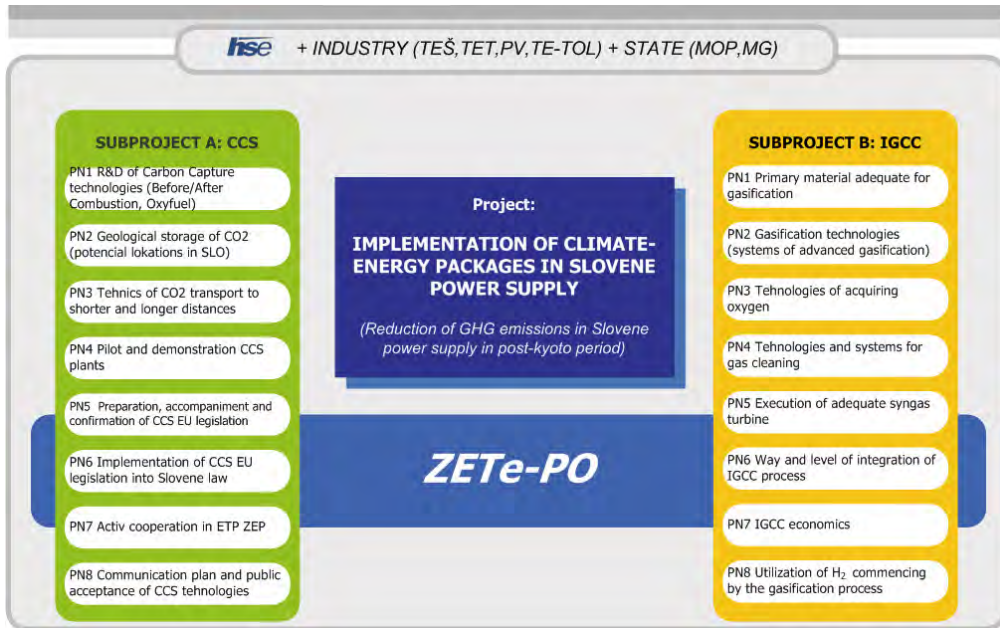 hse + INDUSTRY (TEŠ,TET,PV,TE-TOL) + STATE (MOP,MG)
SUBPROJECT A: CCS
PN1 R&D of Carbon Capture
technologies (Before/After
Combustion, Oxyfuel)
PN2 Geological storage of CO2
(potencial lokations in SLO)
PN3 Tehnics of CO2 transport to
shorter and longer distances
PN4 Pilot and demonstration CCS
plants
PN5 Preparation, accompaniment and
confirmation of CCS EU legislation
PN6 Implementation of CCS EU
legislation into Slovene law
PN7 Activ cooperation in ETP ZEP
PN8 Communication plan and public
acceptance of CCS tehnologies
Project:
IMPLEMENTATION OF CLIMATE-
ENERGY PACKAGES IN SLOVENE
POWER SUPPLY
(Reduction of GHG emissions in Slovene
power supply in post-kyoto period)
ZETe-PO
SUBPROJECT B: IGCC
PN1 Primary material adequate for
gasification
PN2 Gasification technologies
(systems of advanced gasification)
PN3 Tehnologies of acquiring
oxygen
PN4 Tehnologies and systems for
gas cleaning
PN5 Execution of adequate syngas
turbine
PN6 Way and level of integration of
IGCC process
PN7 IGCC economics
PN8 Utilization of H₂ commencing
by the gasification process